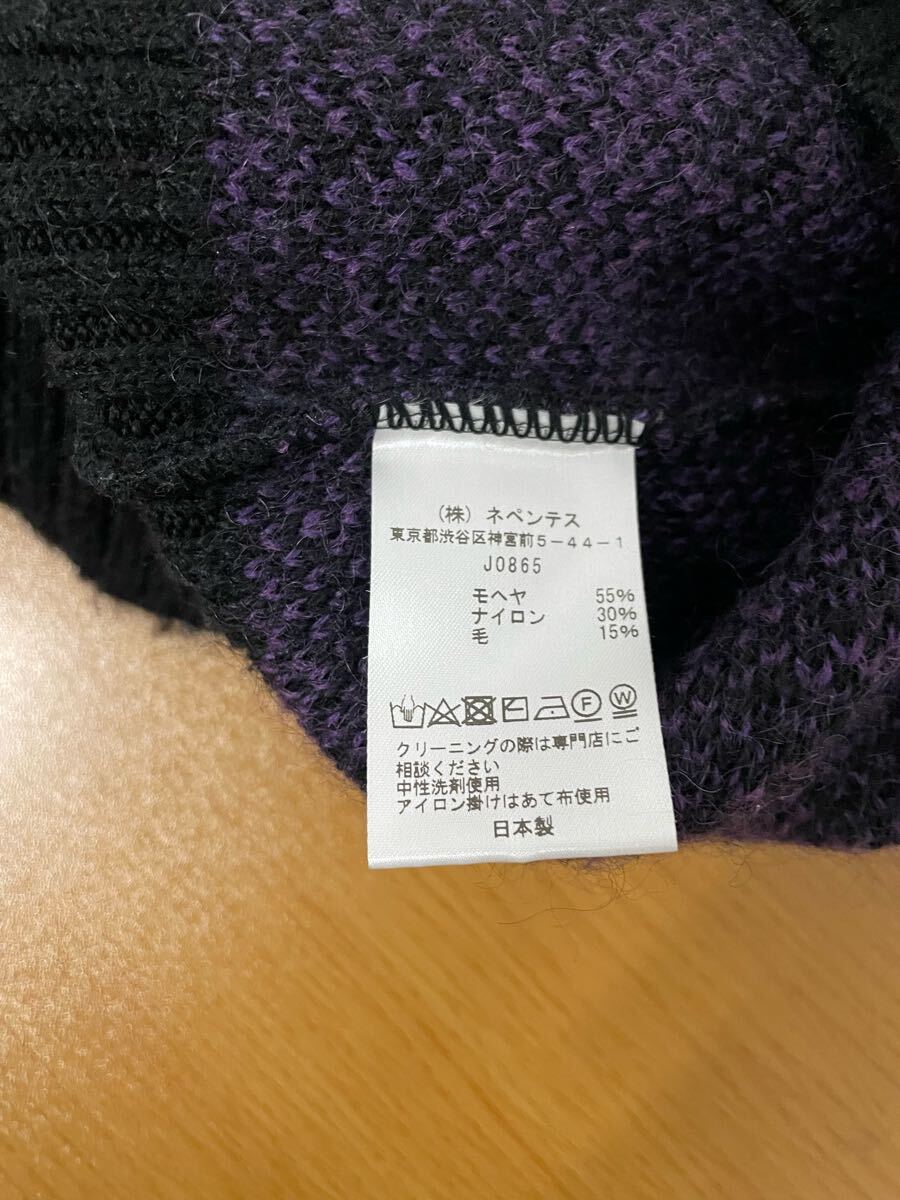 （株）ネペンテス
東京都渋谷区神宮前5－44－1
J0865
モヘヤ 55%
ナイロン 30%
毛 15%
F W
クリーニングの際は専門店にご
相談ください
中性洗剤使用
アイロン掛けはあて布使用
日本製